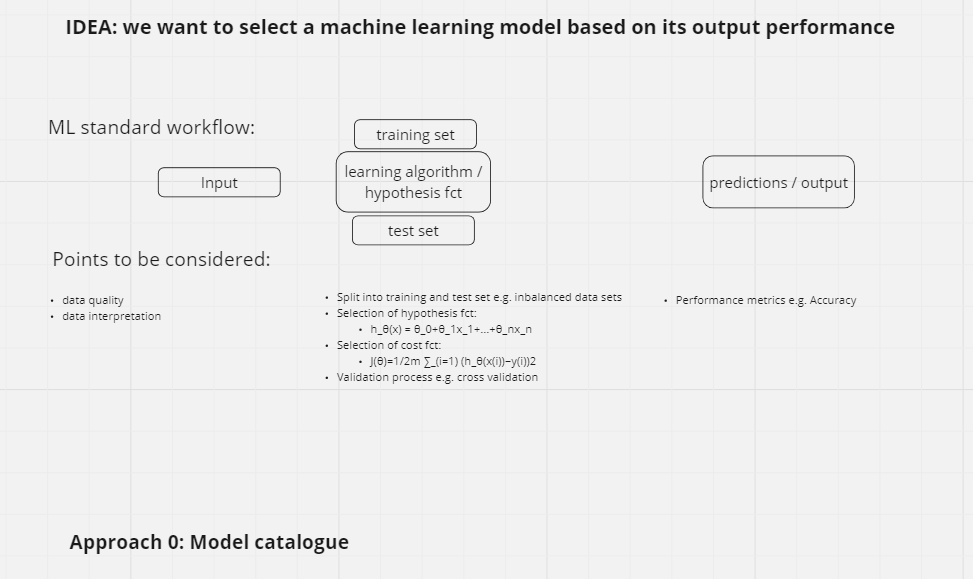 IDEA: we want to select a machine learning model based on its output performance
ML standard workflow:
training set
Input
learning algorithm /
hypothesis fct
predictions / output
test set
Points to be considered:
• data quality
• data interpretation
• Split into training and test set e.g. inbalanced data sets
• Selection of hypothesis fct:
• h_θ(x) = θ_0+θ_1x_1+...+θ_nx_n
• Selection of cost fct:
• J(θ)=1/2m ∑_(i=1) (h_θ(x(i))−y(i))2
• Validation process e.g. cross validation
• Performance metrics e.g. Accuracy
Approach 0: Model catalogue